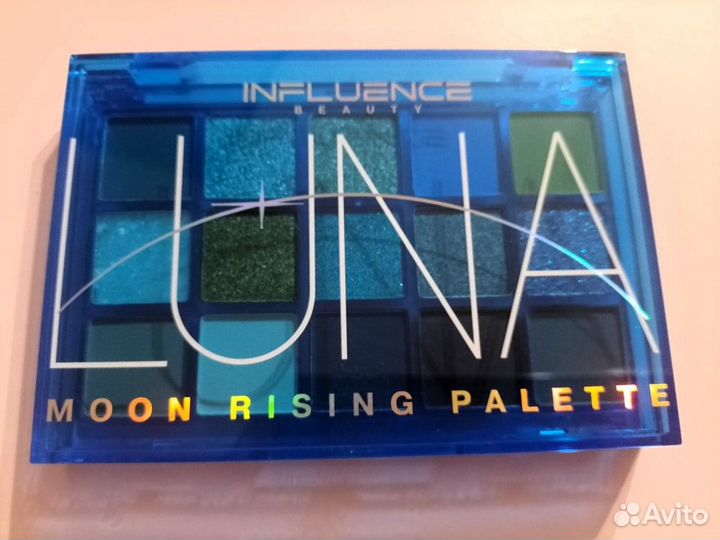 INFLUENCE
BEAUTY
LUNA
MOON RISING PALETTE
Avito